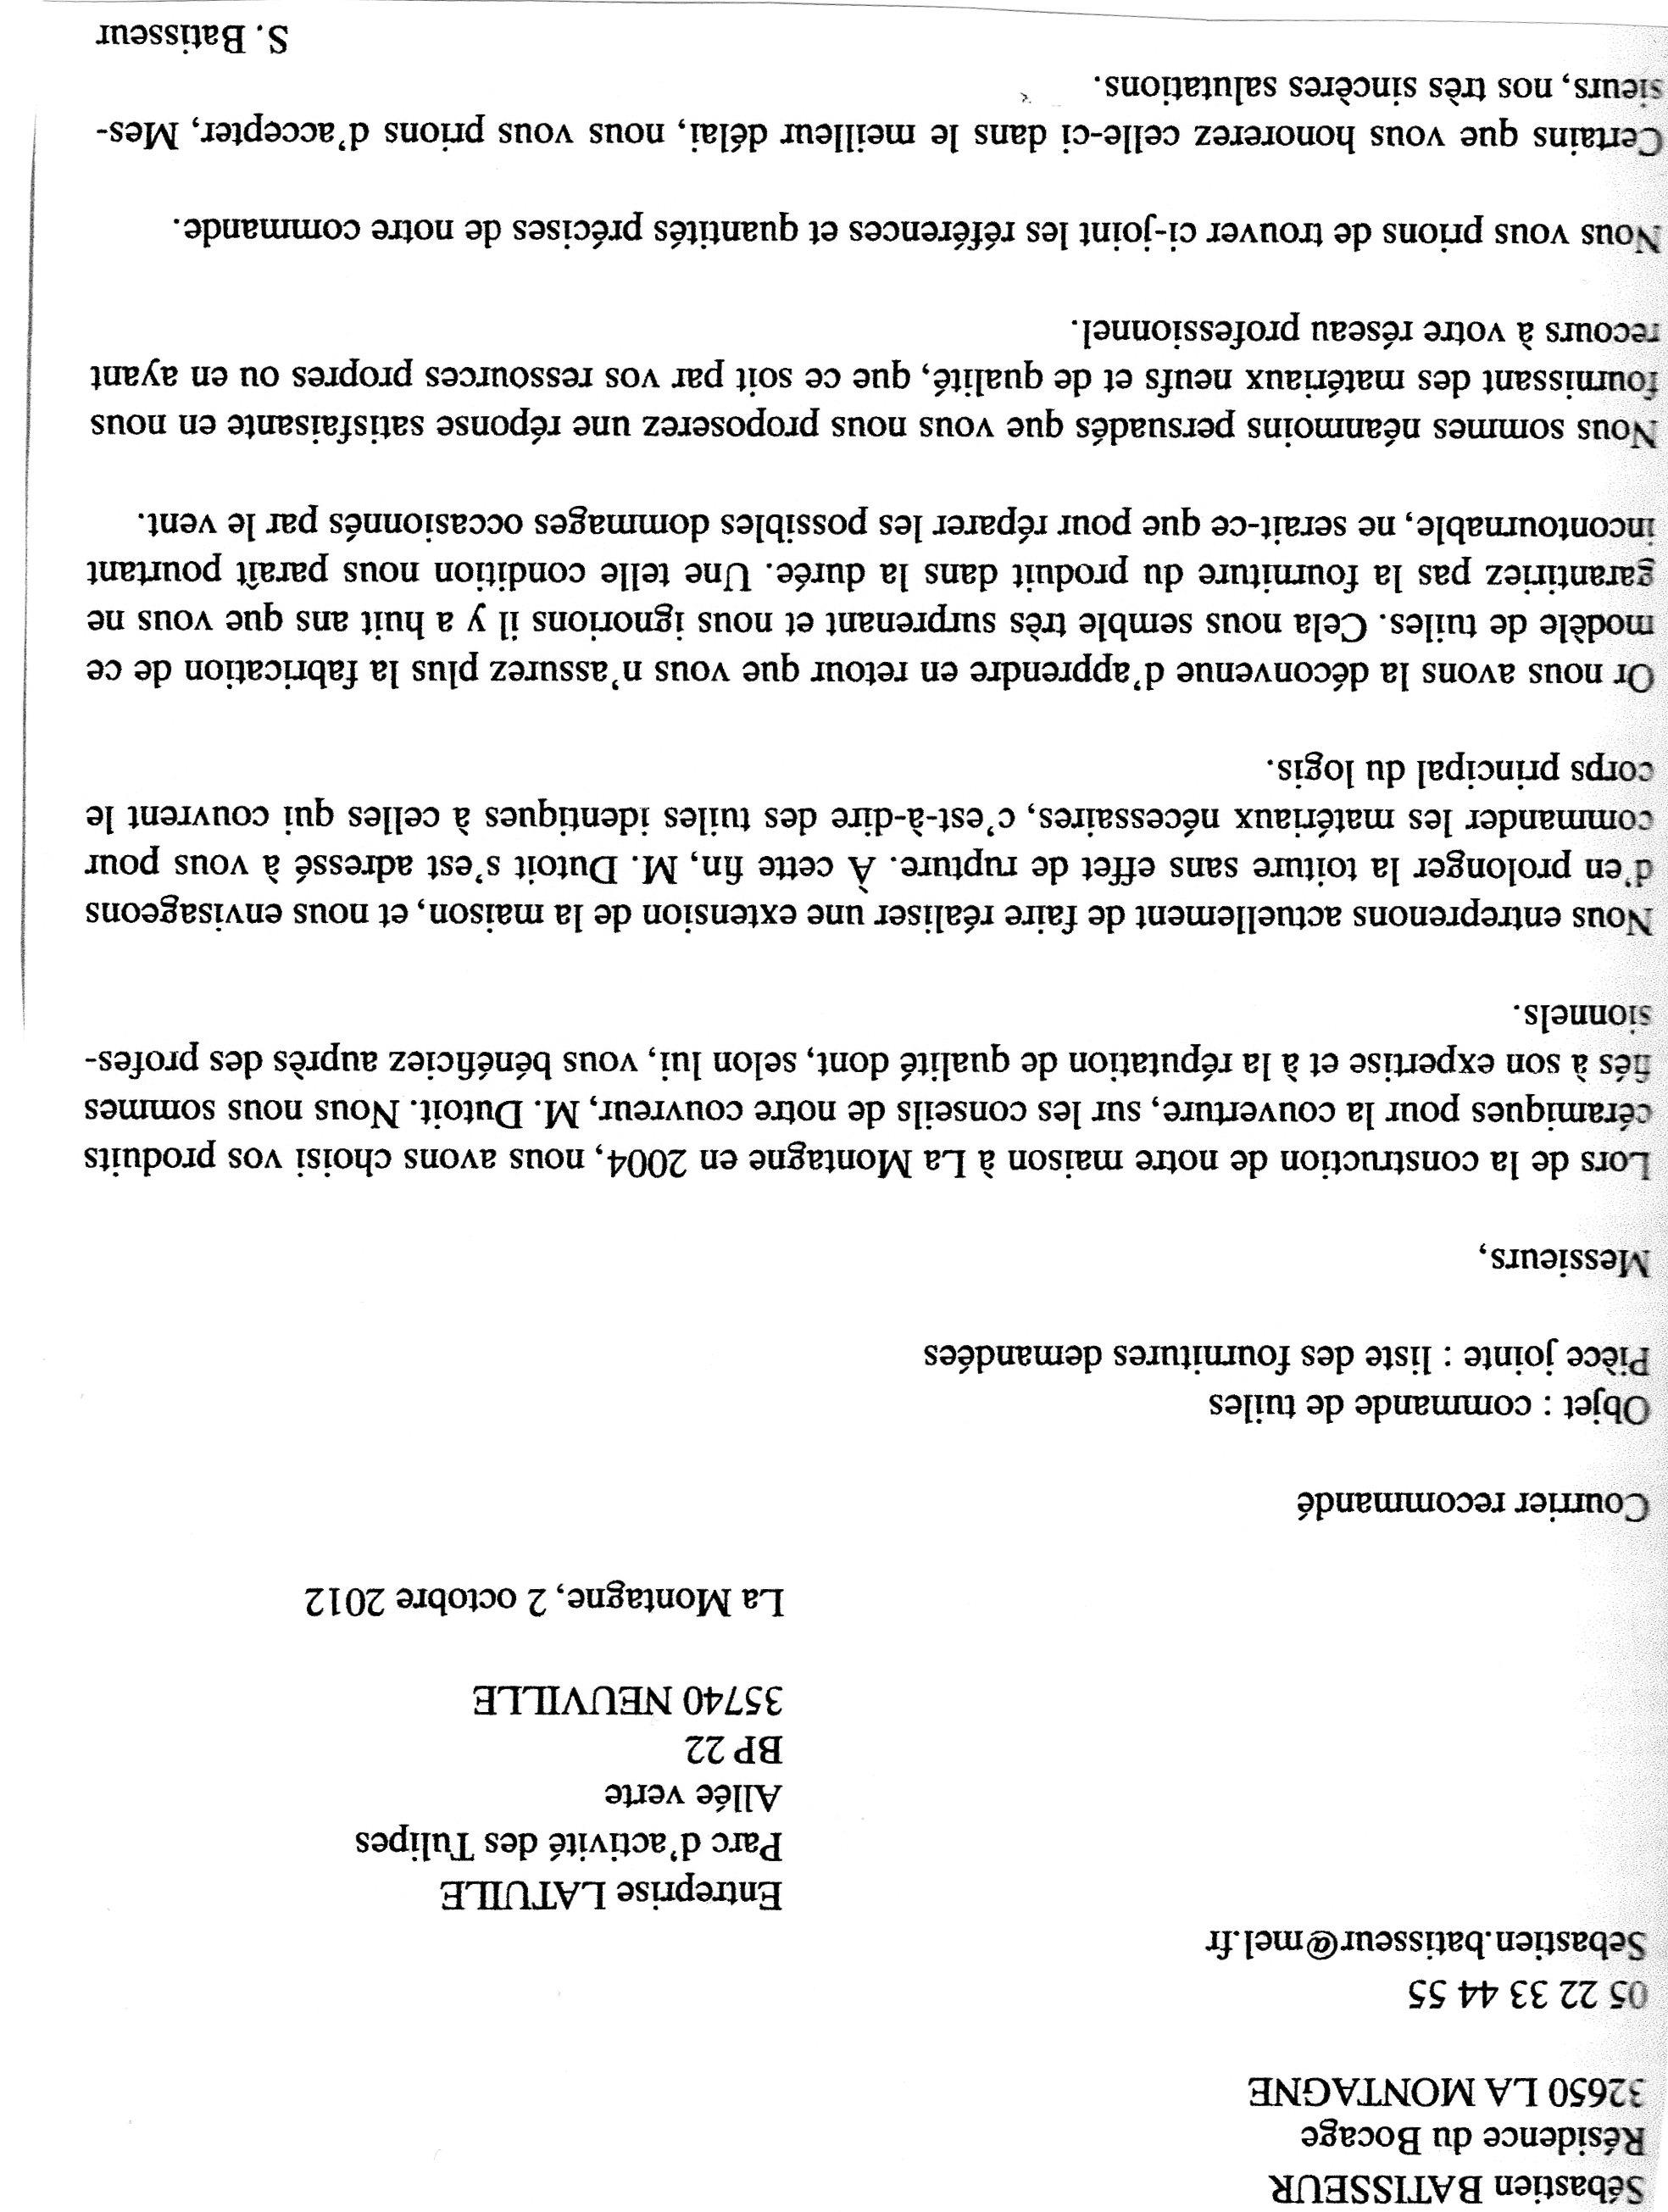 Sébastien BATISSEUR
Résidence du Bocage
32650 LA MONTAGNE
05 22 33 44 55
Sebastien.batisseur@mel.fr
Entreprise LATUILE
Parc d'activité des Tulipes
Allée verte
BP 22
35740 NEUVILLE
La Montagne, 2 octobre 2012
Courrier recommandé
Objet : commande de tuiles
Pièce jointe : liste des fournitures demandées
Messieurs,
Lors de la construction de notre maison à La Montagne en 2004, nous avons choisi vos produits
céramiques pour la couverture, sur les conseils de notre couvreur, M. Dutoit. Nous nous sommes
fiés à son expertise et à la réputation de qualité dont, selon lui, vous bénéficiez auprès des profes-
sionnels.
Nous entreprenons actuellement de faire réaliser une extension de la maison, et nous envisageons
d'en prolonger la toiture sans effet de rupture. À cette fin, M. Dutoit s'est adressé à vous pour
commander les matériaux nécessaires, c'est-à-dire des tuiles identiques à celles qui couvrent le
corps principal du logis.
Or nous avons la déconvenue d'apprendre en retour que vous n'assurez plus la fabrication de ce
modèle de tuiles. Cela nous semble très surprenant et nous ignorions il y a huit ans que vous ne
garantiriez pas la fourniture du produit dans la durée. Une telle condition nous paraît pourtant
incontournable, ne serait-ce que pour réparer les possibles dommages occasionnés par le vent.
Nous sommes néanmoins persuadés que vous nous proposerez une réponse satisfaisante en nous
fournissant des matériaux neufs et de qualité, que ce soit par vos ressources propres ou en ayant
recours à votre réseau professionnel.
Nous vous prions de trouver ci-joint les références et quantités précises de notre commande.
Certains que vous honorerez celle-ci dans le meilleur délai, nous vous prions d'accepter, Mes-
sieurs, nos très sincères salutations.
S. Batisseur